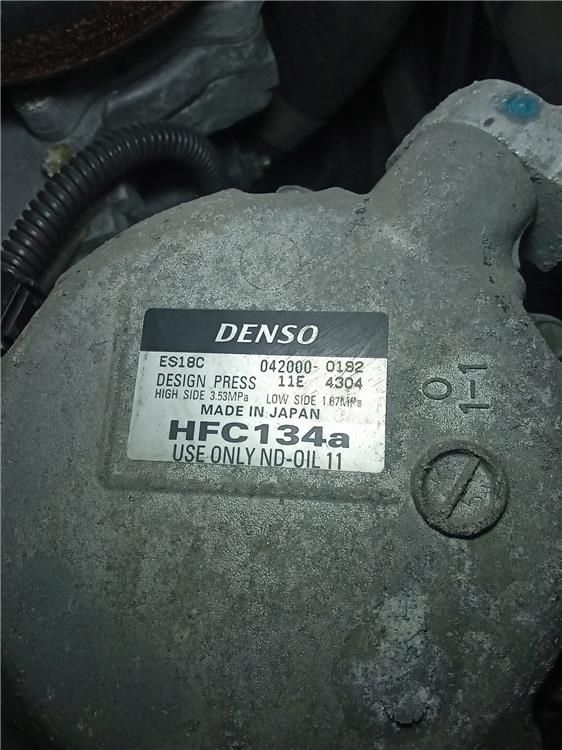 DENSO
ES18C 042000- 0192
DESIGN PRESS 11E 4304
HIGH SIDE 3.53MPa LOW SIDE 1.67MPa
MADE IN JAPAN
HFC134a
USE ONLY ND-OIL 11
0
1-1